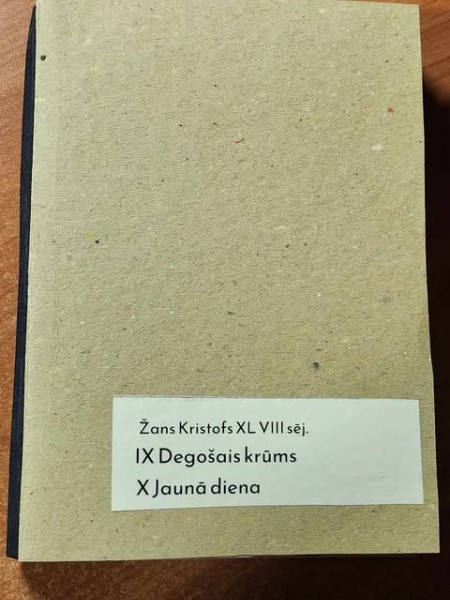 Žans Kristofs XL VIII sēj.
IX Degošais krūms
X Jaunā diena